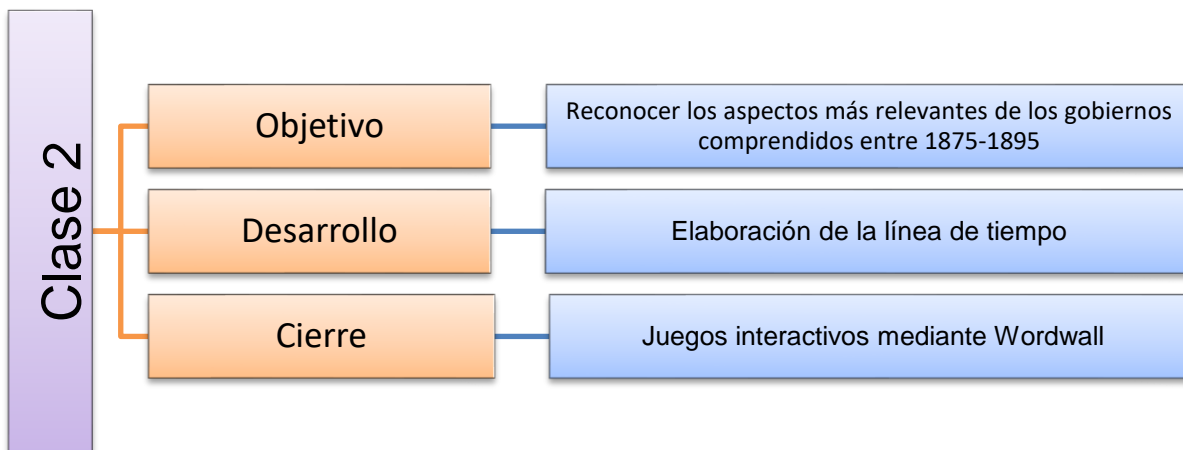 Clase 2
Objetivo
Reconocer los aspectos más relevantes de los gobiernos
comprendidos entre 1875-1895
Desarrollo
Elaboración de la línea de tiempo
Cierre
Juegos interactivos mediante Wordwall